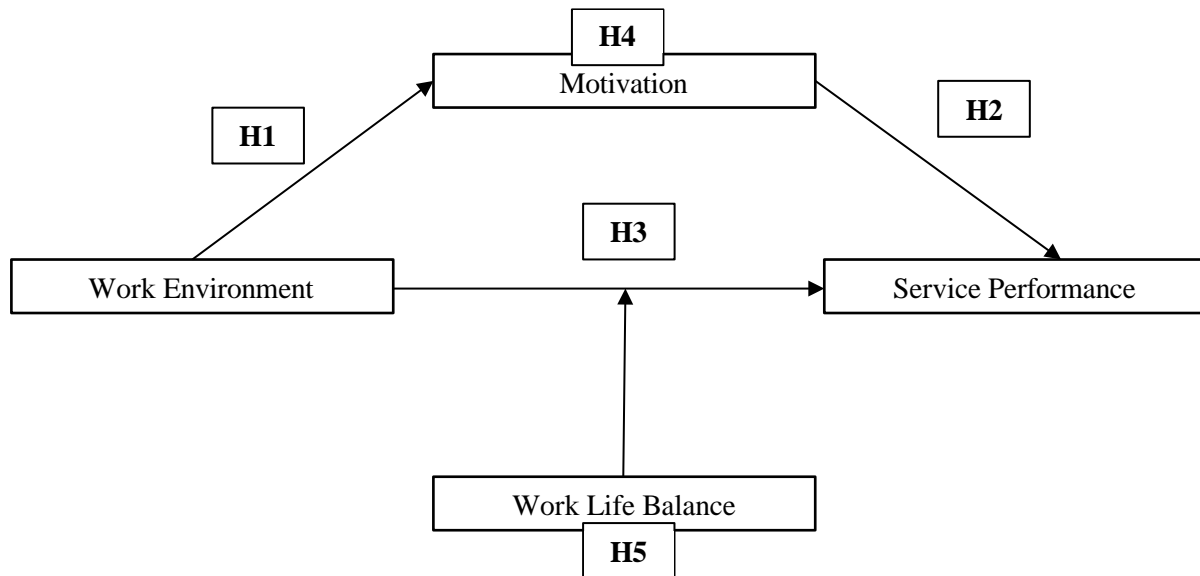 H4
Motivation
H1
H2
H3
Work Environment
Service Performance
Work Life Balance
H5